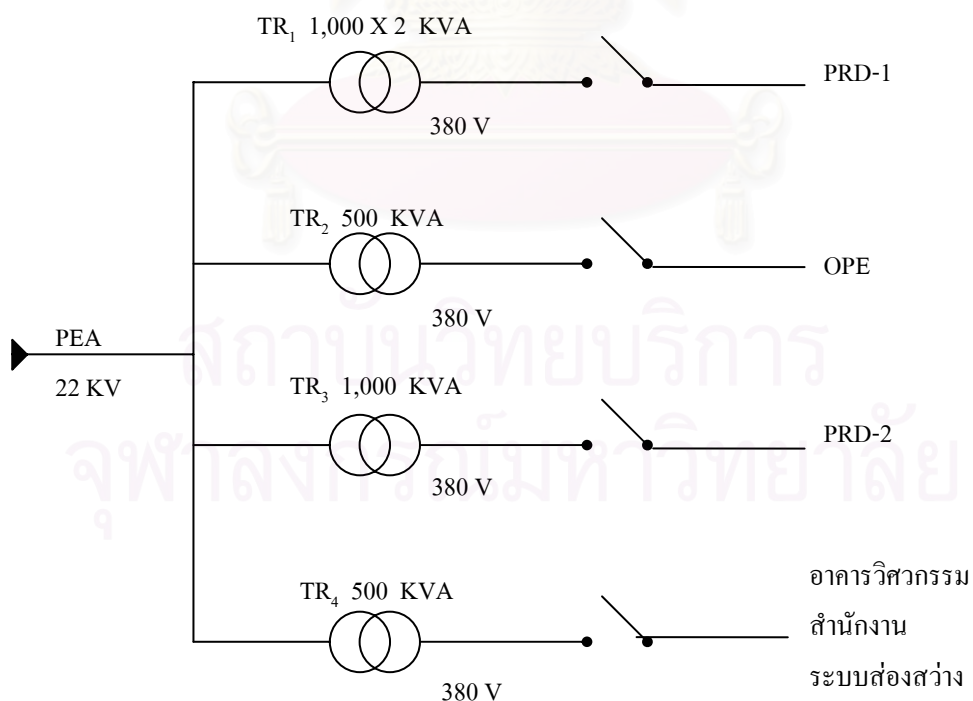 TR₁ 1,000 X 2 KVA
PRD-1
380 V
TR₂ 500 KVA
OPE
380 V
PEA
22 KV
สถาบันวิทยบริการ
TR₃ 1,000 KVA
PRD-2
380 V
จุฬาลงกรณ์มหาวิทยาลัย
TR₄ 500 KVA
380 V
อาคารวิศวกรรม
สำนักงาน
ระบบส่องสว่าง